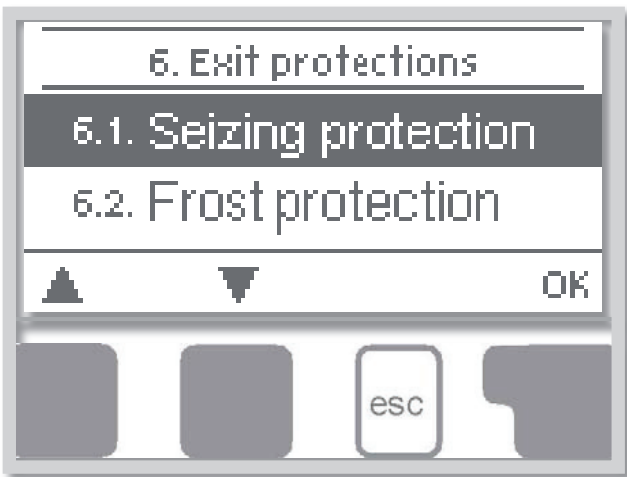 6. Exit protections
6.1. Seizing protection
6.2. Frost protection
OK
esc